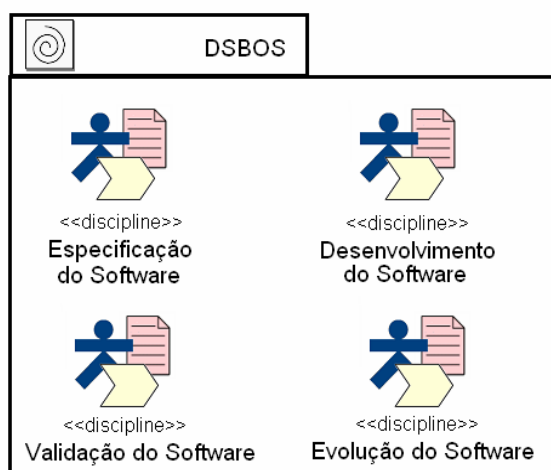 DSBOS
<<discipline>>
Especificação
do Software
<<discipline>>
Desenvolvimento
do Software
<<discipline>>
Validação do Software
<<discipline>>
Evolução do Software